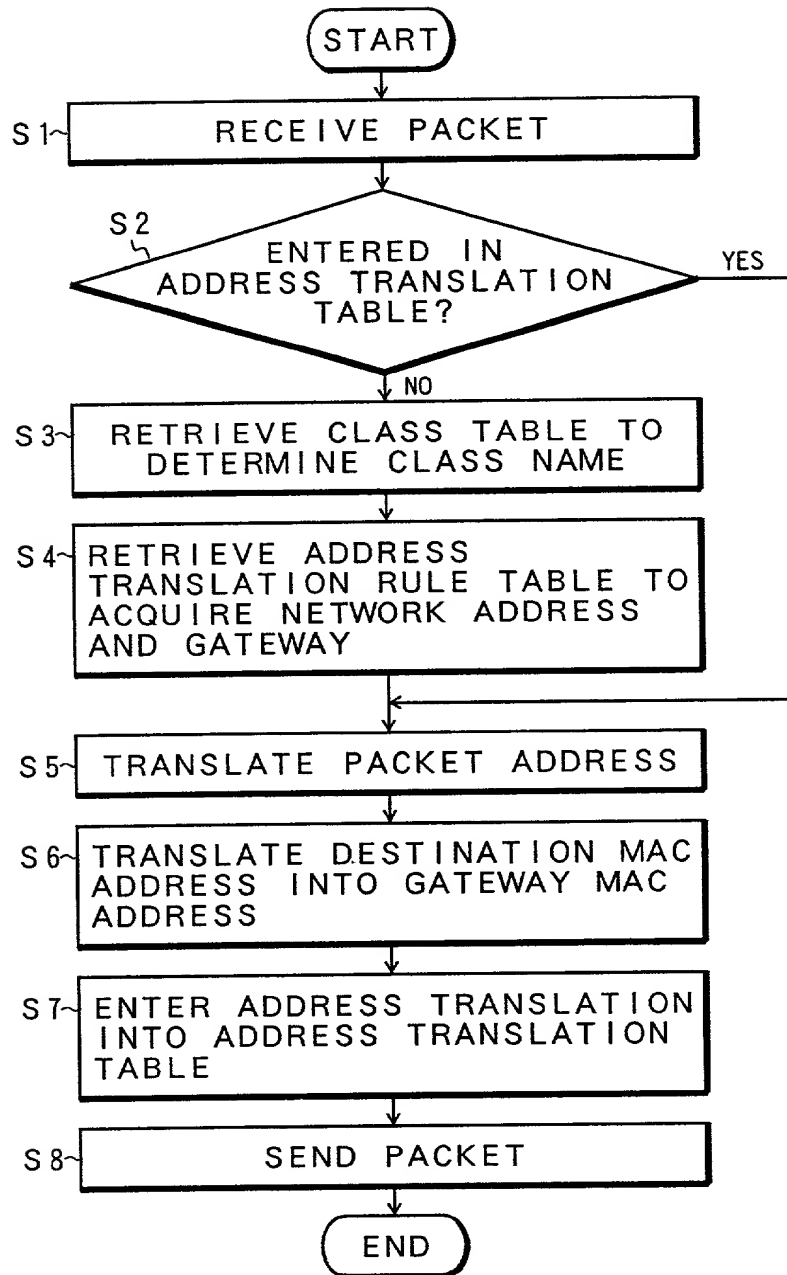 START
S1
RECEIVE PACKET
S2
ENTERED IN
ADDRESS TRANSLATION
TABLE?
YES
NO
S3
RETRIEVE CLASS TABLE TO
DETERMINE CLASS NAME
S4
RETRIEVE ADDRESS
TRANSLATION RULE TABLE TO
ACQUIRE NETWORK ADDRESS
AND GATEWAY
S5
TRANSLATE PACKET ADDRESS
S6
TRANSLATE DESTINATION MAC
ADDRESS INTO GATEWAY MAC
ADDRESS
S7
ENTER ADDRESS TRANSLATION
INTO ADDRESS TRANSLATION
TABLE
S8
SEND PACKET
END